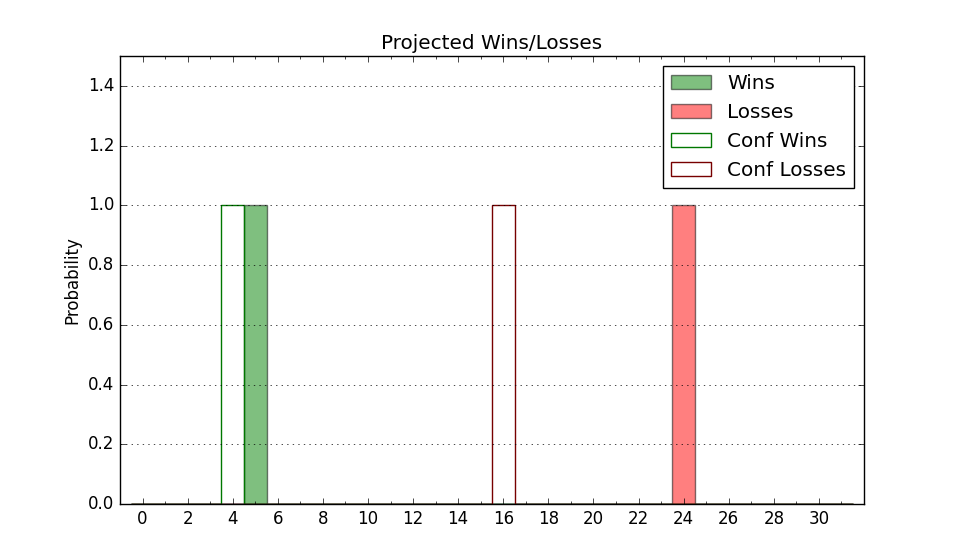 Projected Wins/Losses
Wins
Losses
Conf Wins
Conf Losses
Probability
1.4
1.2
1.0
0.8
0.6
0.4
0.2
0.0
0 2 4 6 8 10 12 14 16 18 20 22 24 26 28 30